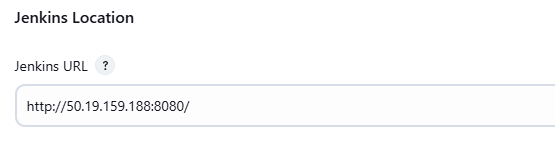 Jenkins Location
Jenkins URL ?
http://50.19.159.188:8080/